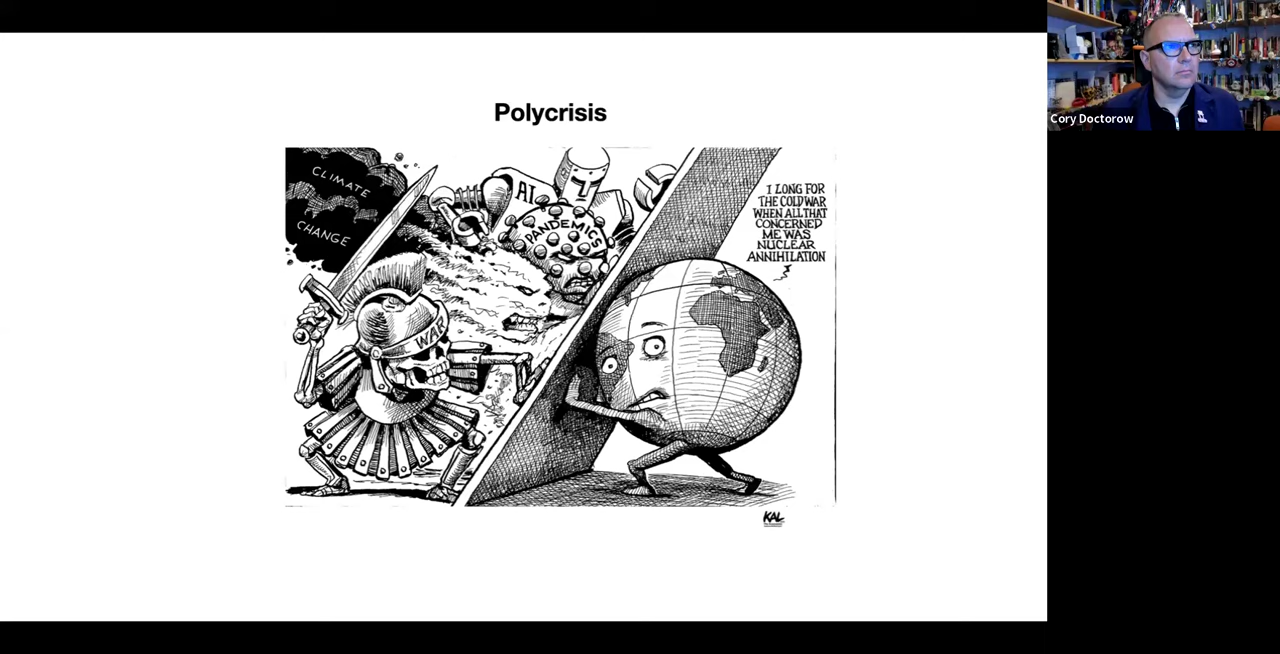 Polycrisis
CLIMATE
CHANGE
AI
PANDEMICS
WAR
I LONG FOR
THE COLD WAR
WHEN ALL THAT
CONCERNED
ME WAS
NUCLEAR
ANNIHILATION
KAL
Cory Doctorow